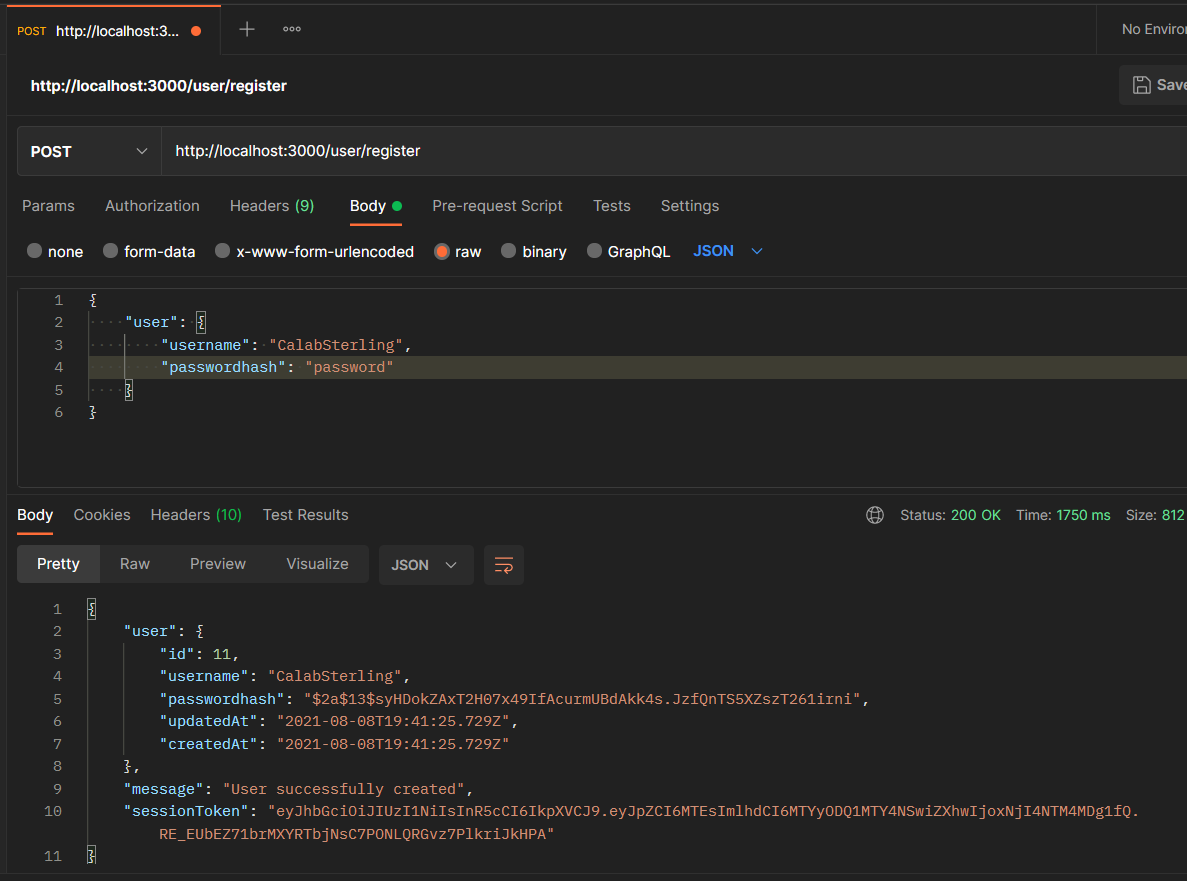 POST http://localhost:3... No Enviro
http://localhost:3000/user/register Save
POST http://localhost:3000/user/register
Params Authorization Headers (9) Body Pre-request Script Tests Settings
none form-data x-www-form-urlencoded raw binary GraphQL JSON
1 {
2 "user": {
3 "username": "CalabSterling",
4 "passwordhash": "password"
5 }
6 }
Body Cookies Headers (10) Test Results Status: 200 OK Time: 1750 ms Size: 812
Pretty Raw Preview Visualize JSON
1 {
2 "user": {
3 "id": 11,
4 "username": "CalabSterling",
5 "passwordhash": "$2a$13$syHDokZAxT2H07x49IfAcurmUBdAkk4s.JzfQnTS5XZszT261irni",
6 "updatedAt": "2021-08-08T19:41:25.729Z",
7 "createdAt": "2021-08-08T19:41:25.729Z"
8 },
9 "message": "User successfully created",
10 "sessionToken": "eyJhbGciOiJIUzI1NiIsInR5cCI6IkpXVCJ9.eyJpZCI6MTEsImlhdCI6MTYyODQ1MTY4NSwiZXhwIjoxNjI4NTM4MDg1fQ.
RE_EUbEZ71brMXYRTbjNsC7PONLQRGvz7PlkriJkHPA"
11 }